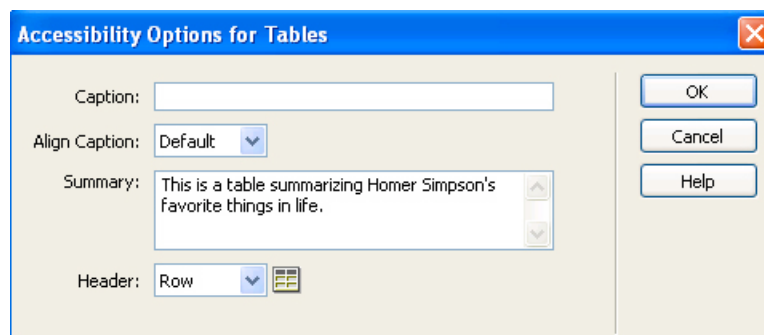 Accessibility Options for Tables
Caption:
OK
Align Caption: Default
Cancel
Summary: This is a table summarizing Homer Simpson's
favorite things in life.
Help
Header: Row